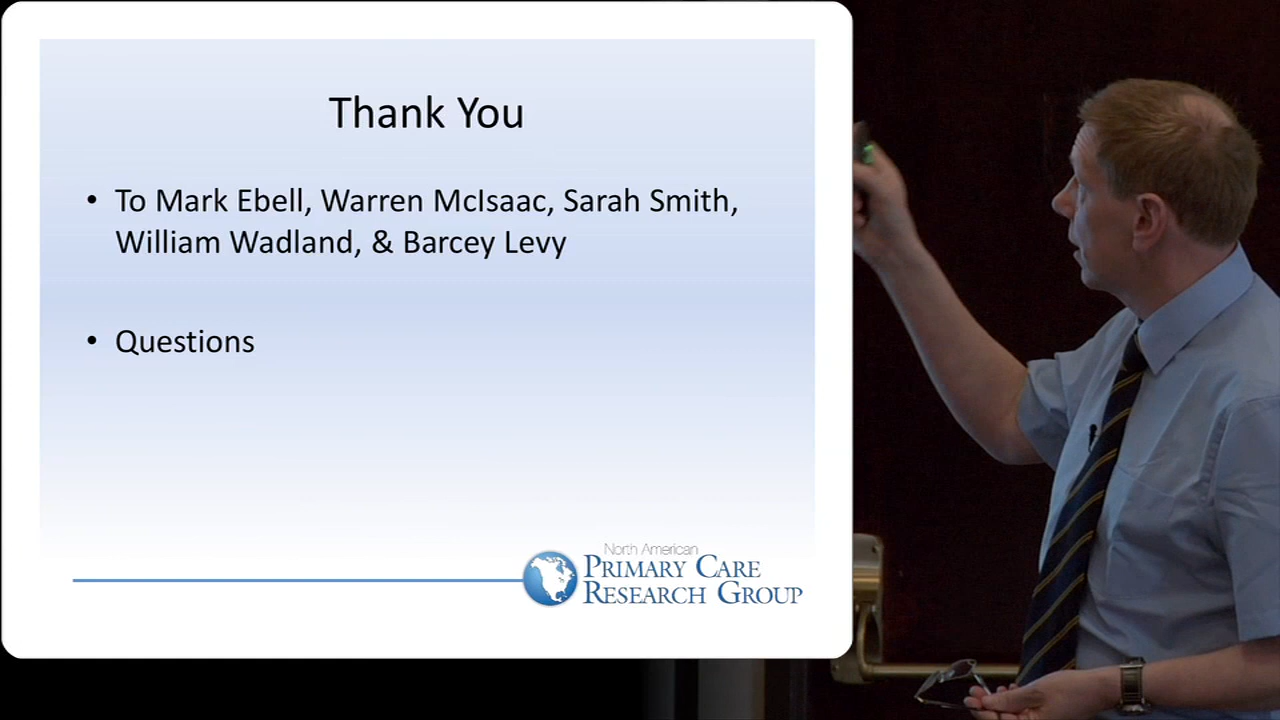 Thank You
• To Mark Ebell, Warren McIsaac, Sarah Smith,
William Wadland, & Barcey Levy
• Questions
North American
PRIMARY CARE
RESEARCH GROUP